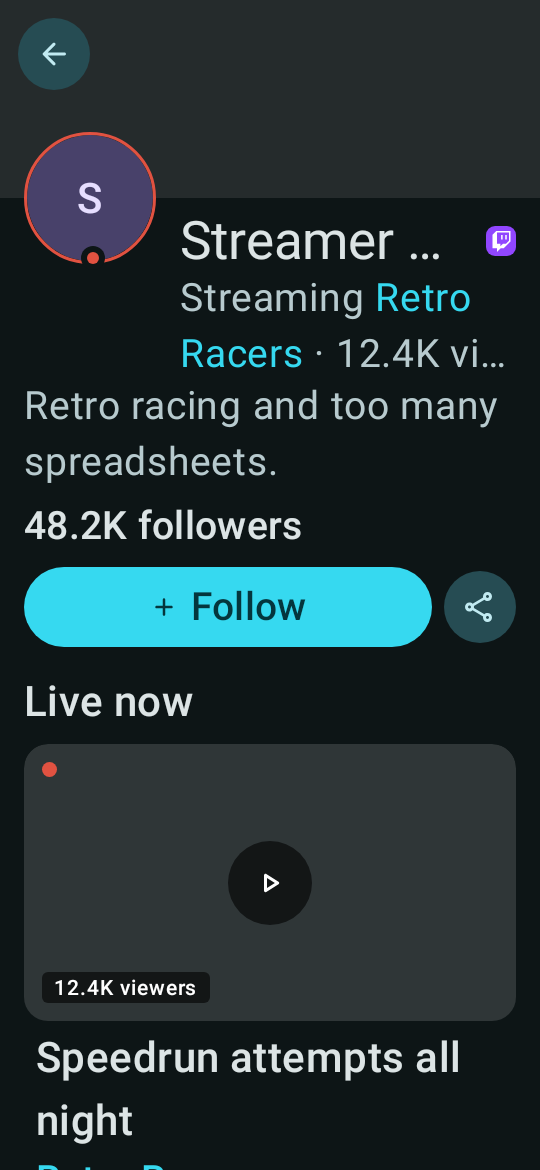 S
Streamer …
Streaming Retro
Racers · 12.4K vi…
Retro racing and too many
spreadsheets.
48.2K followers
+ Follow
Live now
12.4K viewers
Speedrun attempts all
night